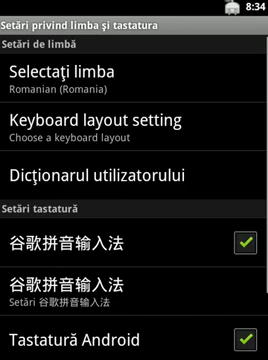 8:34
Setări privind limba şi tastatura
Setări de limbă
Selectaţi limba
Romanian (Romania)
Keyboard layout setting
Choose a keyboard layout
Dicţionarul utilizatorului
Setări tastatură
谷歌拼音输入法
谷歌拼音输入法
Setări 谷歌拼音输入法
Tastatură Android